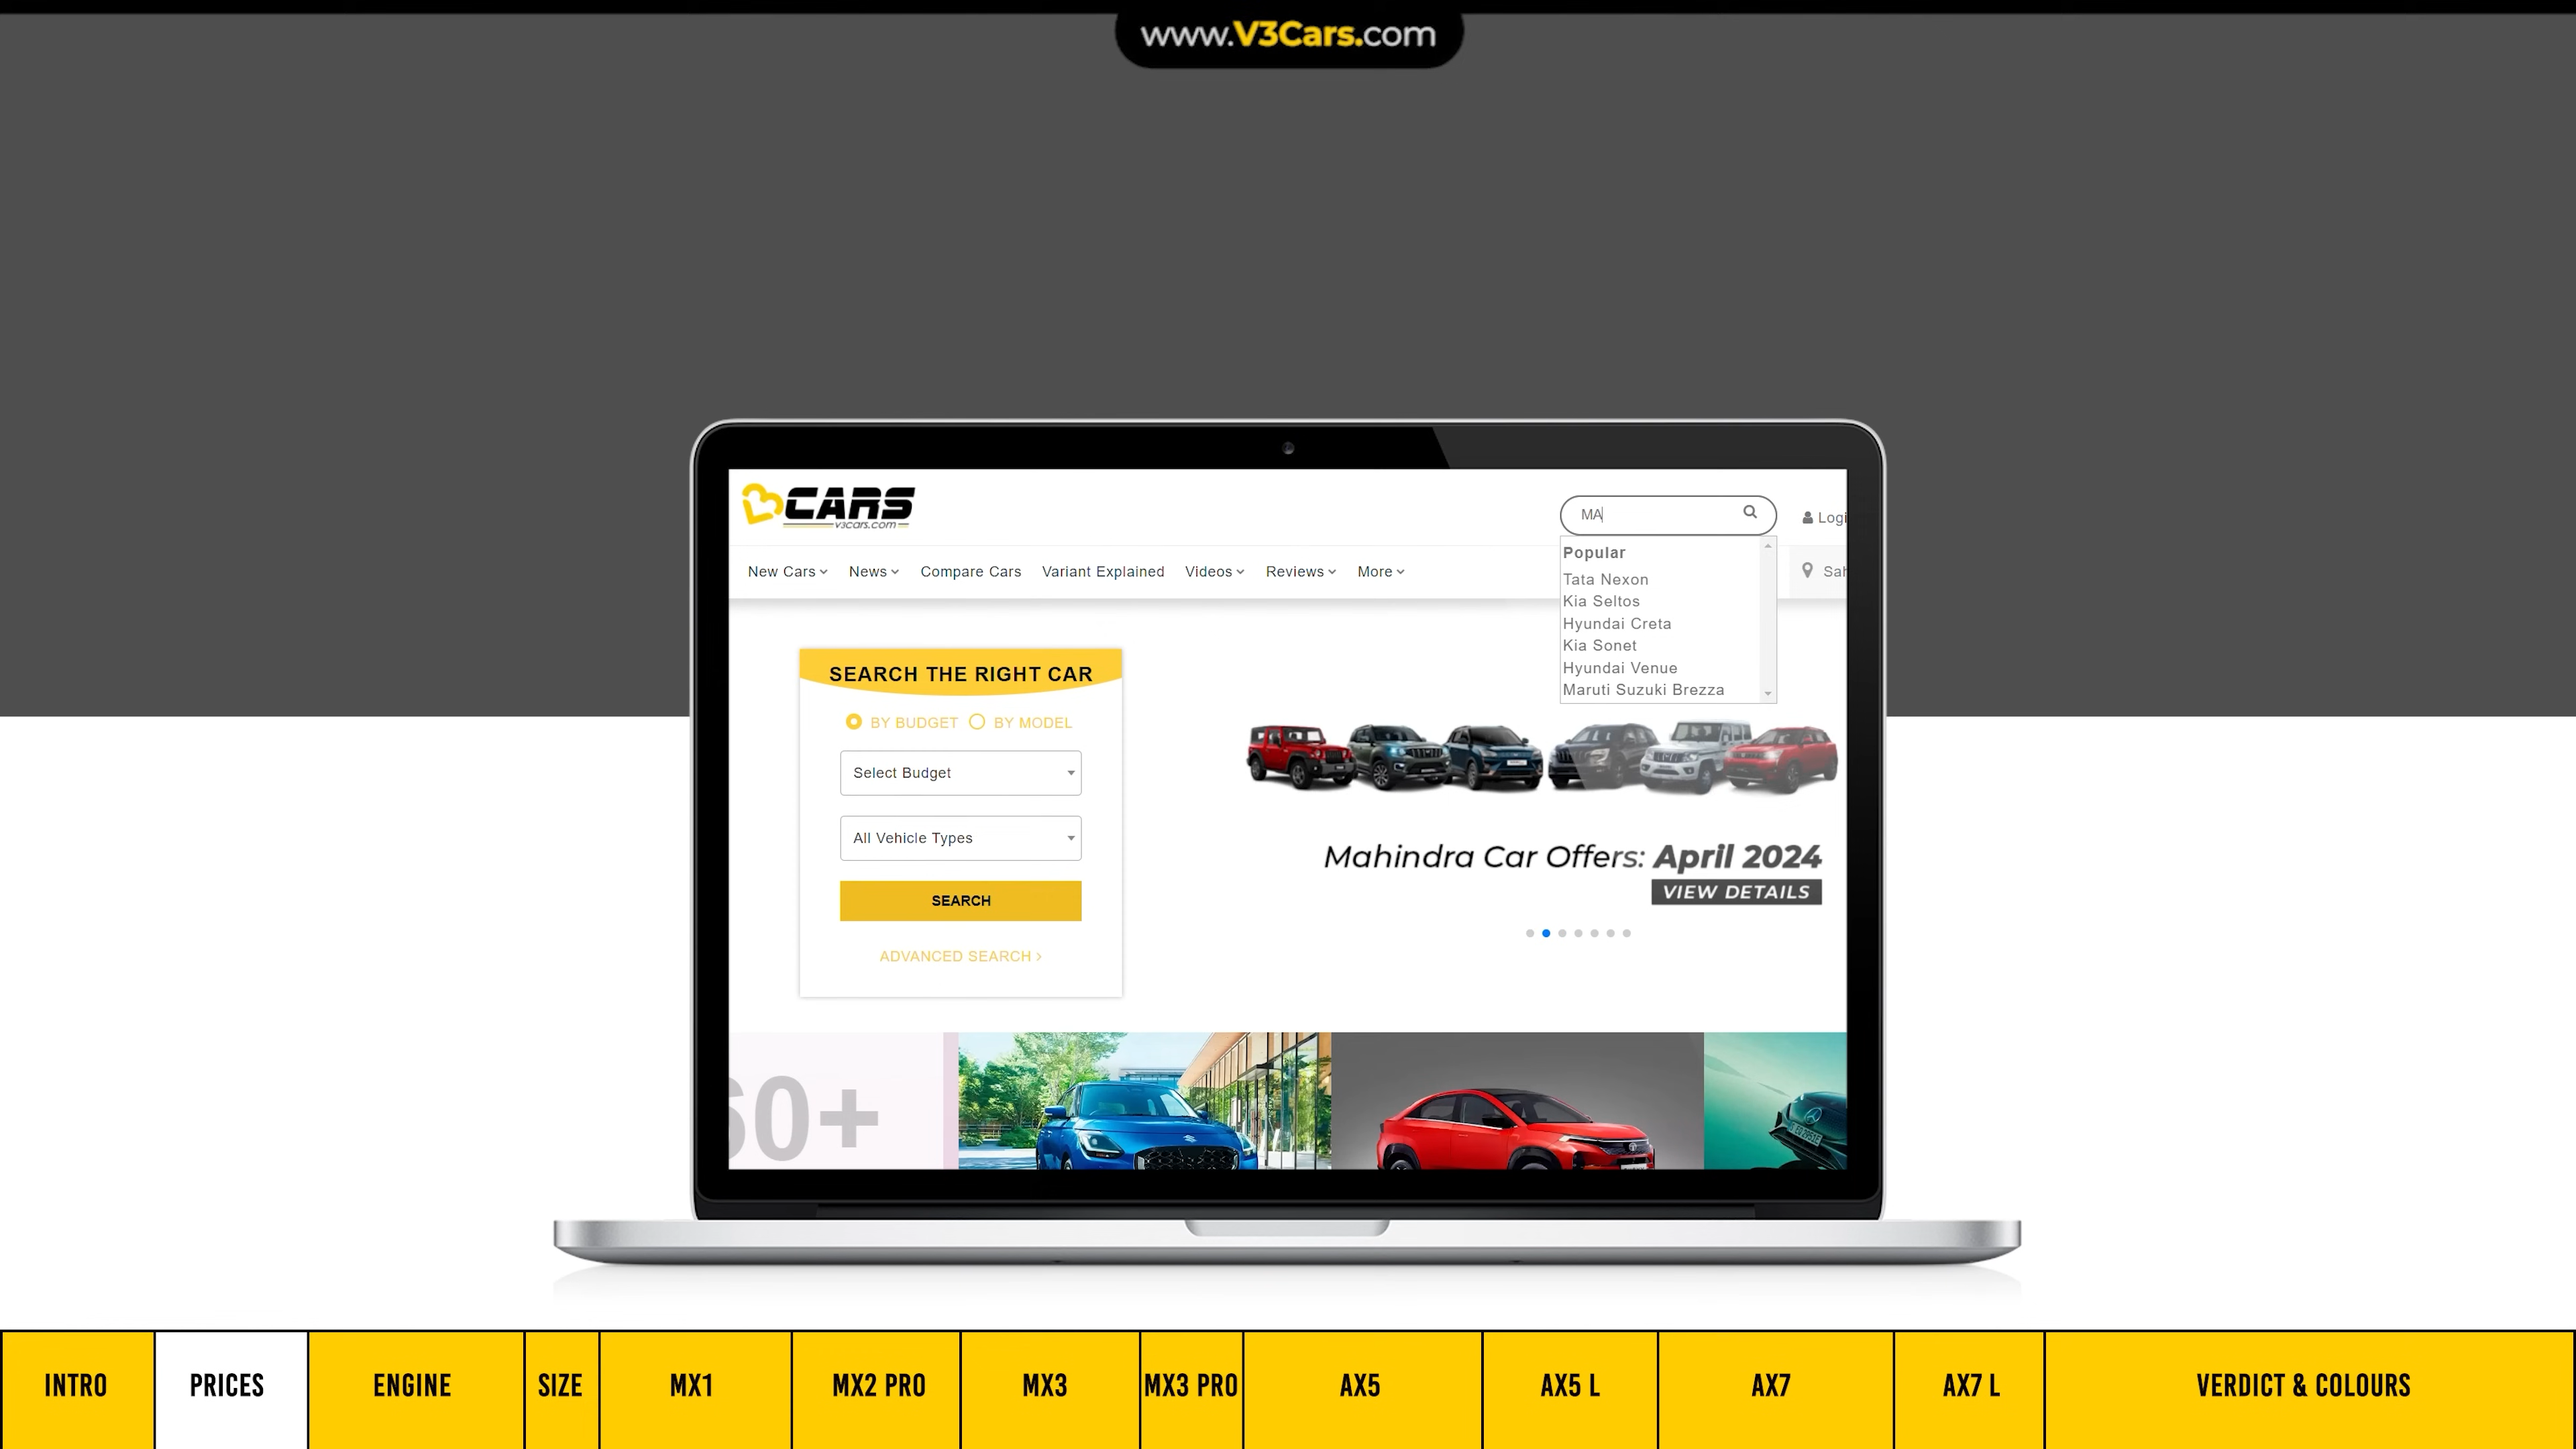 www.V3Cars.com
CARS
v3cars.com
MA
Login
New Cars
News
Compare Cars
Variant Explained
Videos
Reviews
More
Popular
Tata Nexon
Kia Seltos
Hyundai Creta
Kia Sonet
Hyundai Venue
Maruti Suzuki Brezza
SEARCH THE RIGHT CAR
BY BUDGET
BY MODEL
Select Budget
All Vehicle Types
SEARCH
ADVANCED SEARCH
Mahindra Car Offers: April 2024
VIEW DETAILS
60+
INTRO
PRICES
ENGINE
SIZE
MX1
MX2 PRO
MX3
MX3 PRO
AX5
AX5 L
AX7
AX7 L
VERDICT & COLOURS